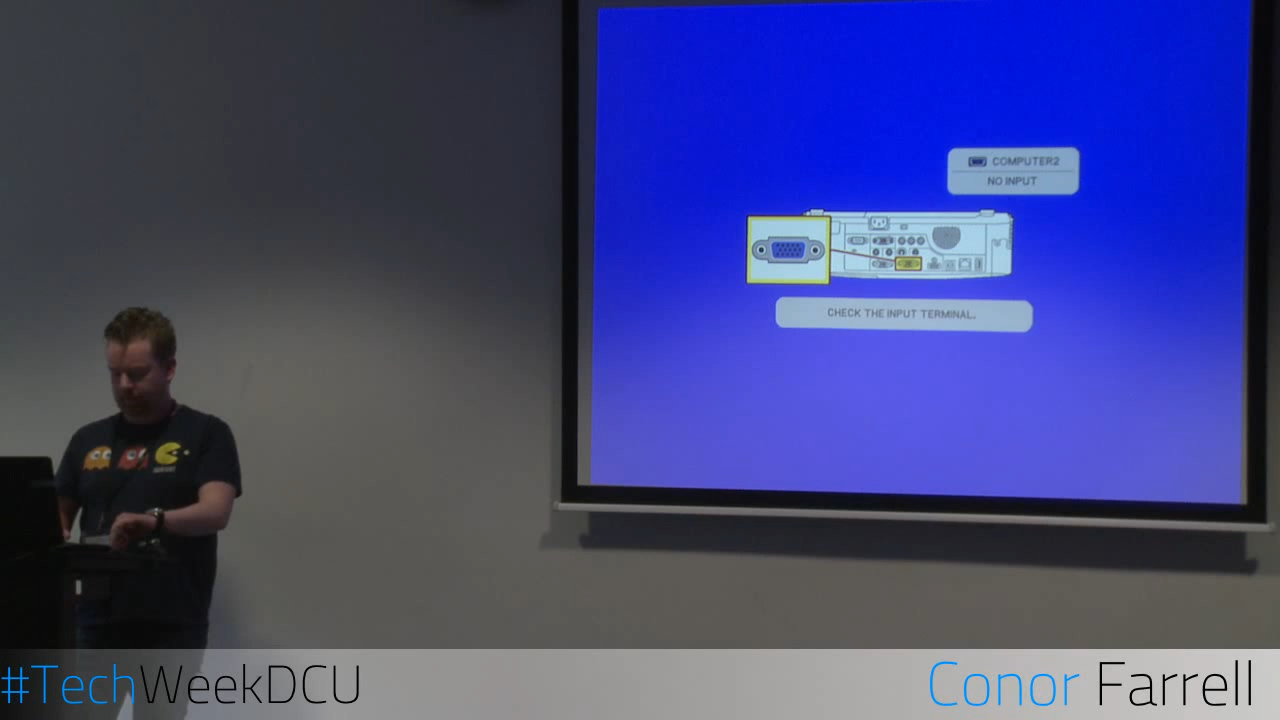 COMPUTER2
NO INPUT
CHECK THE INPUT TERMINAL.
#TechWeekDCU
Conor Farrell